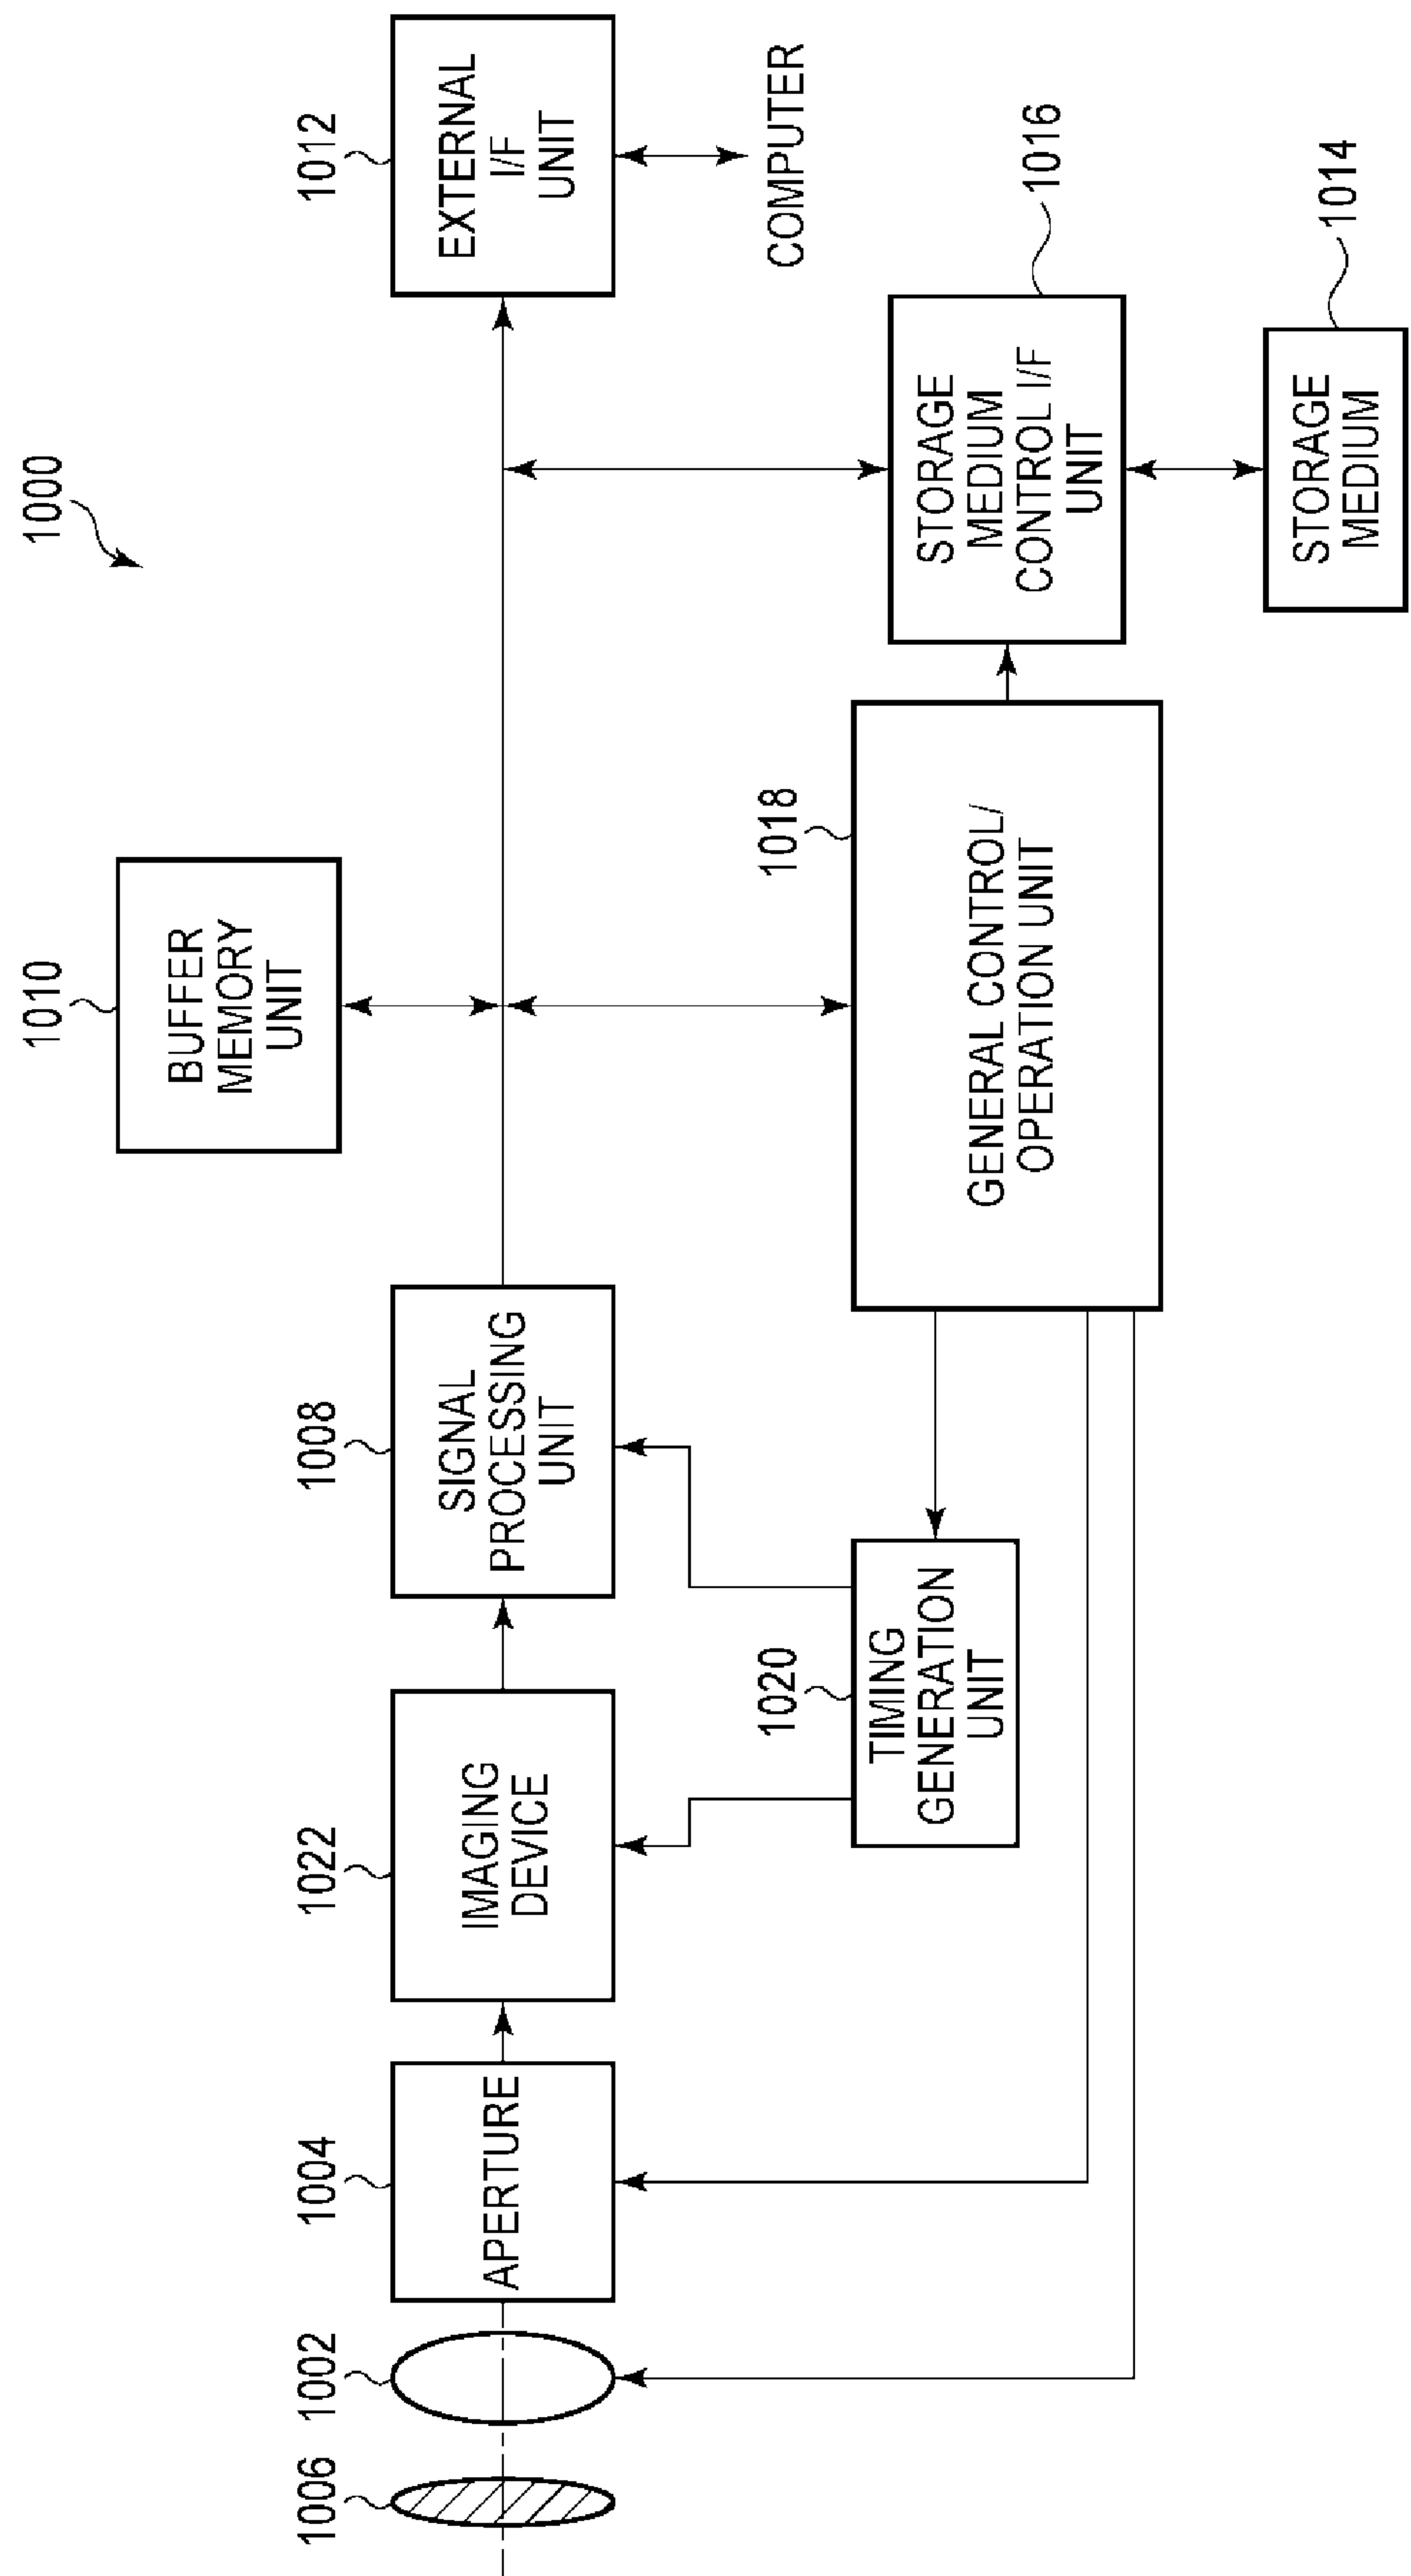 1000
1010
BUFFER
MEMORY
UNIT
1006
1002
1004
APERTURE
1022
IMAGING
DEVICE
1008
SIGNAL
PROCESSING
UNIT
1012
EXTERNAL
I/F
UNIT
COMPUTER
1020
TIMING
GENERATION
UNIT
1018
GENERAL CONTROL/
OPERATION UNIT
STORAGE
MEDIUM
CONTROL I/F
UNIT
1016
STORAGE
MEDIUM
1014